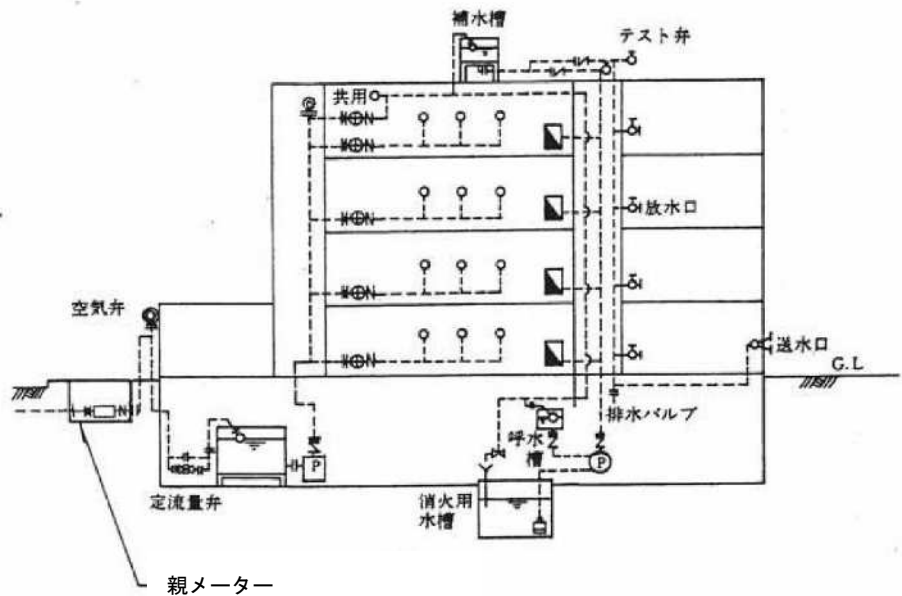 補水槽
テスト弁
共用
放水口
空気弁
送水口
G.L
排水バルブ
呼水
槽
P
P
定流量弁
消火用
水槽
親メーター